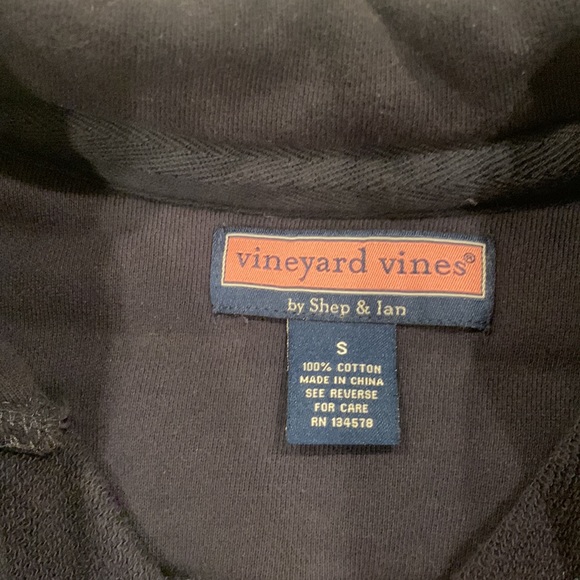 vineyard vines®
by Shep & Ian
S
100% COTTON
MADE IN CHINA
SEE REVERSE
FOR CARE
RN 134578